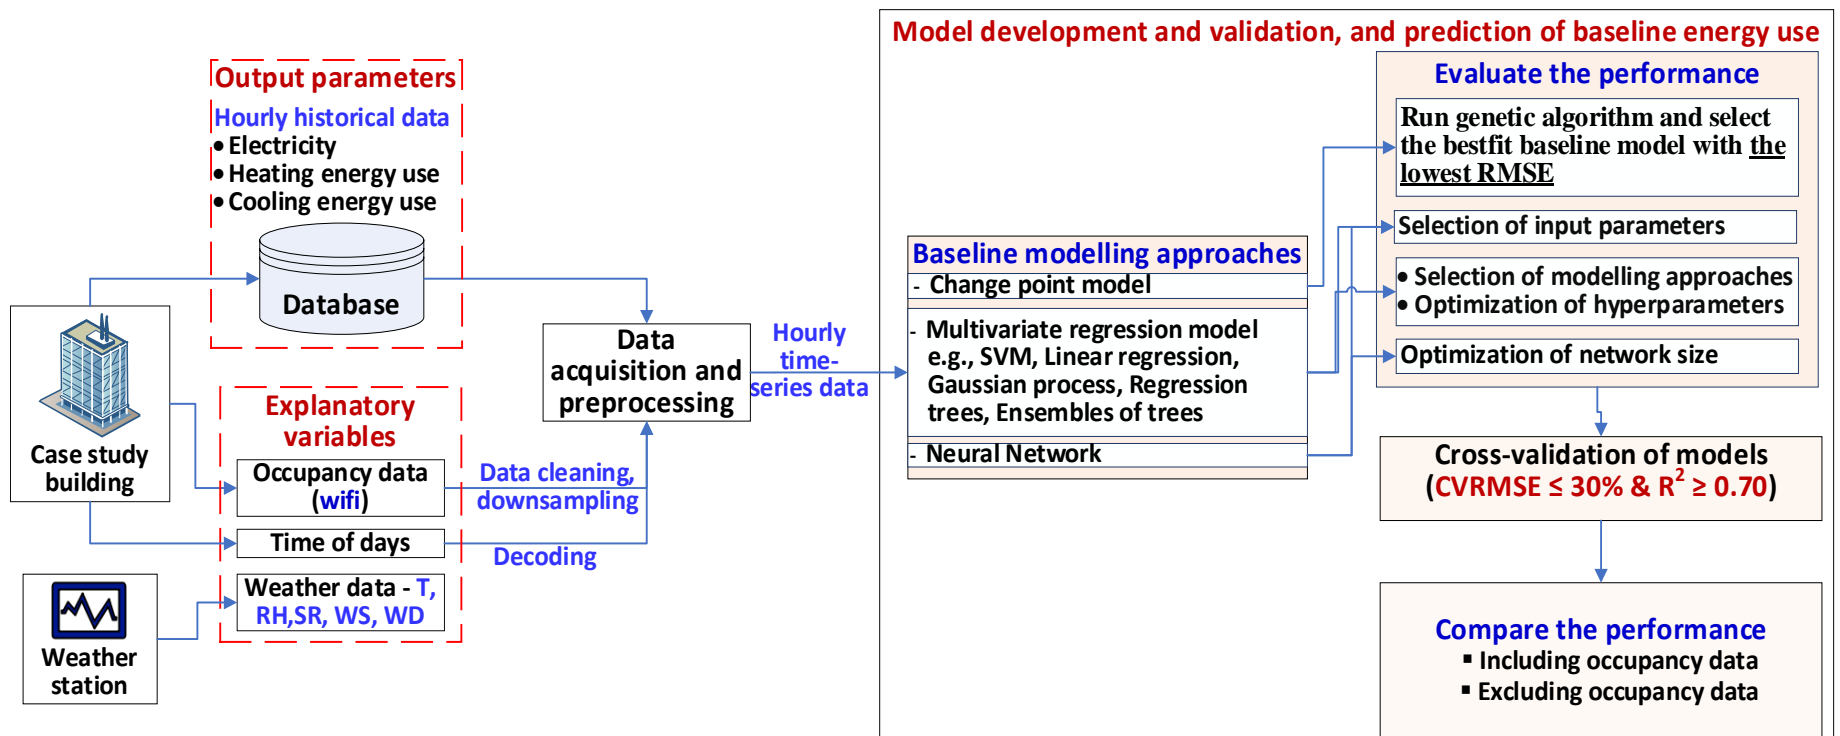 Output parameters
Hourly historical data
• Electricity
• Heating energy use
• Cooling energy use
Database
Case study
building
Explanatory
variables
Occupancy data
(wifi)
Time of days
Weather data - T,
RH,SR, WS, WD
Weather
station
Data cleaning,
downsampling
Decoding
Data
acquisition and
preprocessing
Hourly
time-
series data
Model development and validation, and prediction of baseline energy use
Baseline modelling approaches
- Change point model
- Multivariate regression model
e.g., SVM, Linear regression,
Gaussian process, Regression
trees, Ensembles of trees
- Neural Network
Evaluate the performance
Run genetic algorithm and select
the bestfit baseline model with the
lowest RMSE
Selection of input parameters
• Selection of modelling approaches
• Optimization of hyperparameters
Optimization of network size
Cross-validation of models
(CVRMSE ≤ 30% & R² ≥ 0.70)
Compare the performance
▪ Including occupancy data
▪ Excluding occupancy data